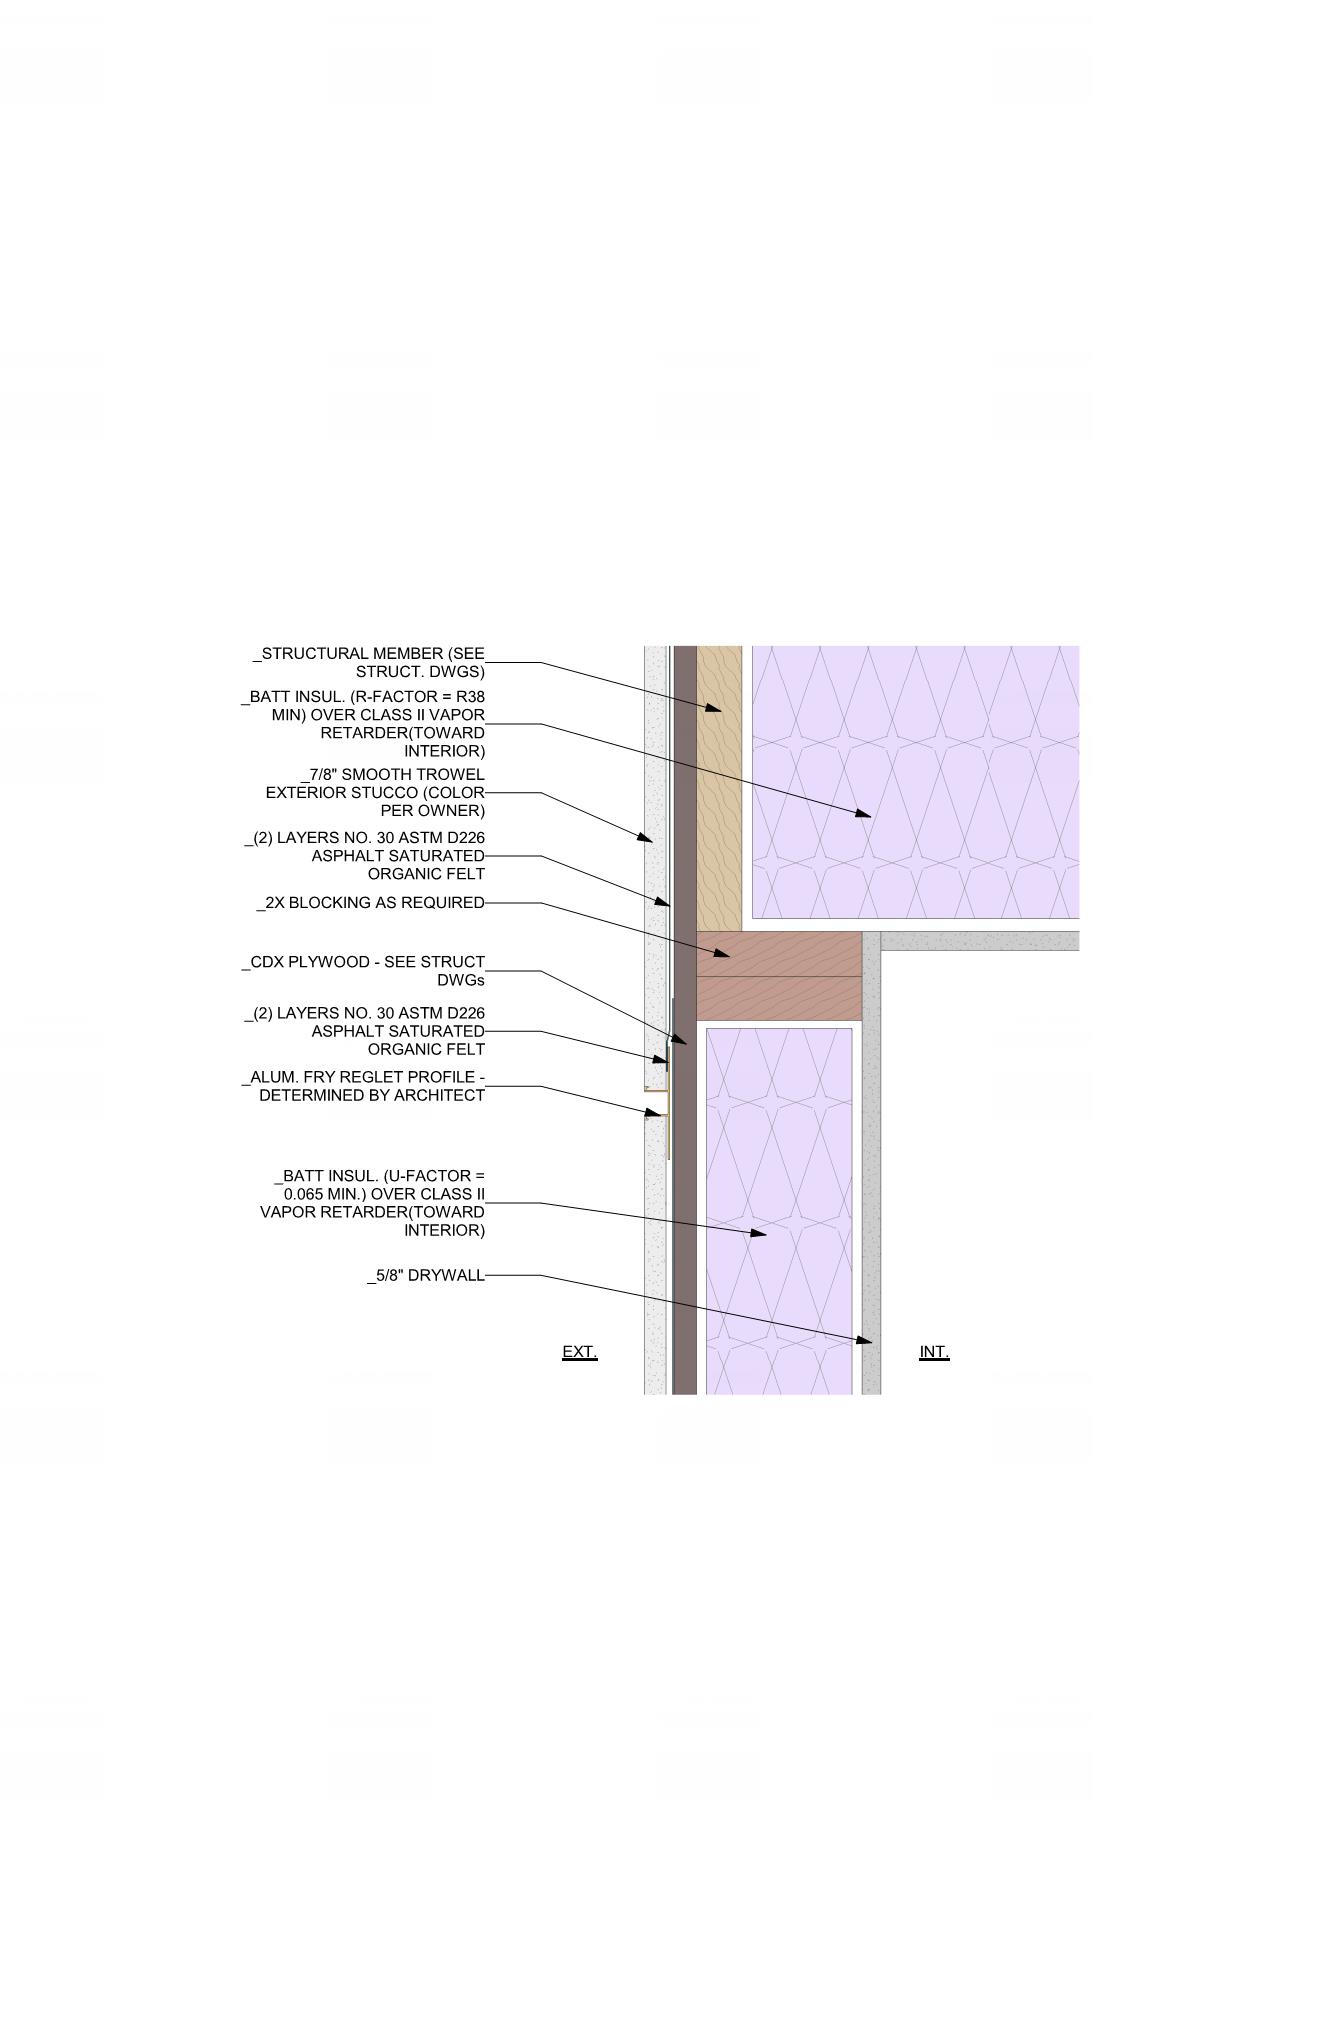 _STRUCTURAL MEMBER (SEE
STRUCT. DWGS)
_BATT INSUL. (R-FACTOR = R38
MIN) OVER CLASS II VAPOR
RETARDER(TOWARD
INTERIOR)
_7/8" SMOOTH TROWEL
EXTERIOR STUCCO (COLOR
PER OWNER)
_(2) LAYERS NO. 30 ASTM D226
ASPHALT SATURATED
ORGANIC FELT
_2X BLOCKING AS REQUIRED
_CDX PLYWOOD - SEE STRUCT
DWGs
_(2) LAYERS NO. 30 ASTM D226
ASPHALT SATURATED
ORGANIC FELT
_ALUM. FRY REGLET PROFILE -
DETERMINED BY ARCHITECT
_BATT INSUL. (U-FACTOR =
0.065 MIN.) OVER CLASS II
VAPOR RETARDER(TOWARD
INTERIOR)
_5/8" DRYWALL
EXT.
INT.